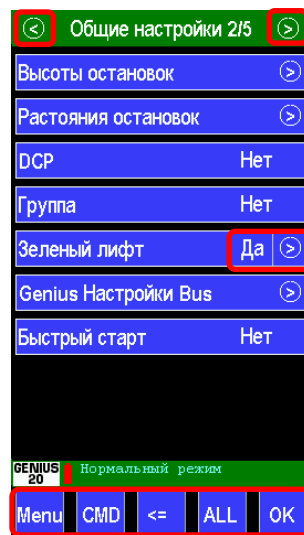 < Общие настройки 2/5 >
Высоты остановок >
Растояния остановок >
DCP Нет
Группа Нет
Зеленый лифт Да >
Genius Настройки Bus >
Быстрый старт Нет
GENIUS 20 Нормальный режим
Menu CMD <= ALL OK